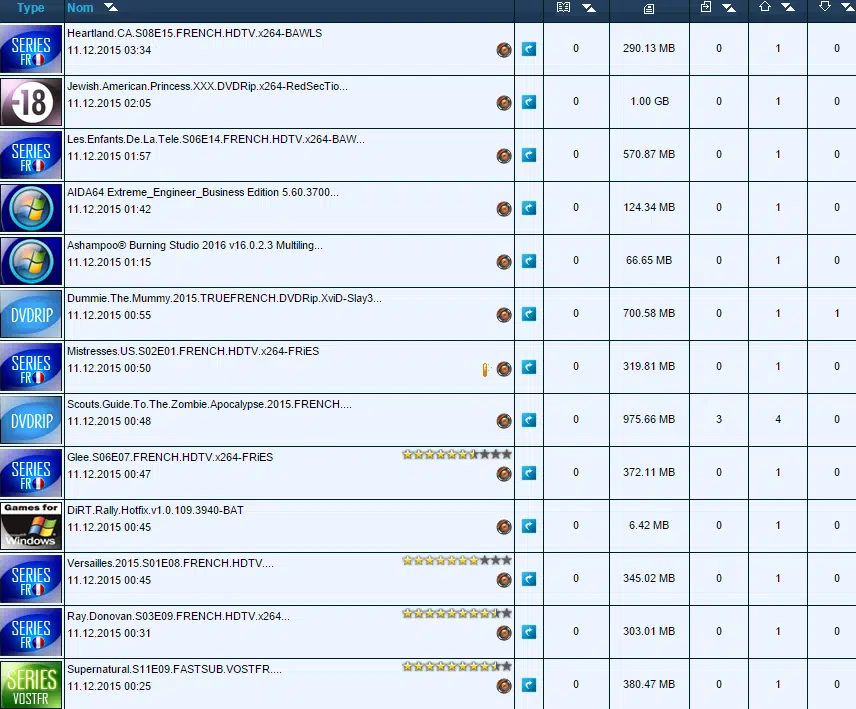 Type Nom
SERIES FR
Heartland.CA.S08E15.FRENCH.HDTV.x264-BAWLS
11.12.2015 03:34
0 290.13 MB 0 1 0
-18
Jewish.American.Princess.XXX.DVDRip.x264-RedSecTio...
11.12.2015 02:05
0 1.00 GB 0 1 0
SERIES FR
Les.Enfants.De.La.Tele.S06E14.FRENCH.HDTV.x264-BAW...
11.12.2015 01:57
0 570.87 MB 0 1 0
AIDA64 Extreme_Engineer_Business Edition 5.60.3700...
11.12.2015 01:42
0 124.34 MB 0 1 0
Ashampoo® Burning Studio 2016 v16.0.2.3 Multiling...
11.12.2015 01:15
0 66.65 MB 0 1 0
DVDRIP
Dummie.The.Mummy.2015.TRUEFRENCH.DVDRip.XviD-Slay3...
11.12.2015 00:55
0 700.58 MB 0 1 1
SERIES FR
Mistresses.US.S02E01.FRENCH.HDTV.x264-FRiES
11.12.2015 00:50
0 319.81 MB 0 1 0
DVDRIP
Scouts.Guide.To.The.Zombie.Apocalypse.2015.FRENCH....
11.12.2015 00:48
0 975.66 MB 3 4 0
SERIES FR
Glee.S06E07.FRENCH.HDTV.x264-FRiES
11.12.2015 00:47
0 372.11 MB 0 1 0
Games for Windows
DiRT.Rally.Hotfix.v1.0.109.3940-BAT
11.12.2015 00:45
0 6.42 MB 0 1 0
SERIES FR
Versailles.2015.S01E08.FRENCH.HDTV....
11.12.2015 00:45
0 345.02 MB 0 1 0
SERIES FR
Ray.Donovan.S03E09.FRENCH.HDTV.x264...
11.12.2015 00:31
0 303.01 MB 0 1 0
SERIES VOSTFR
Supernatural.S11E09.FASTSUB.VOSTFR....
11.12.2015 00:25
0 380.47 MB 0 1 0